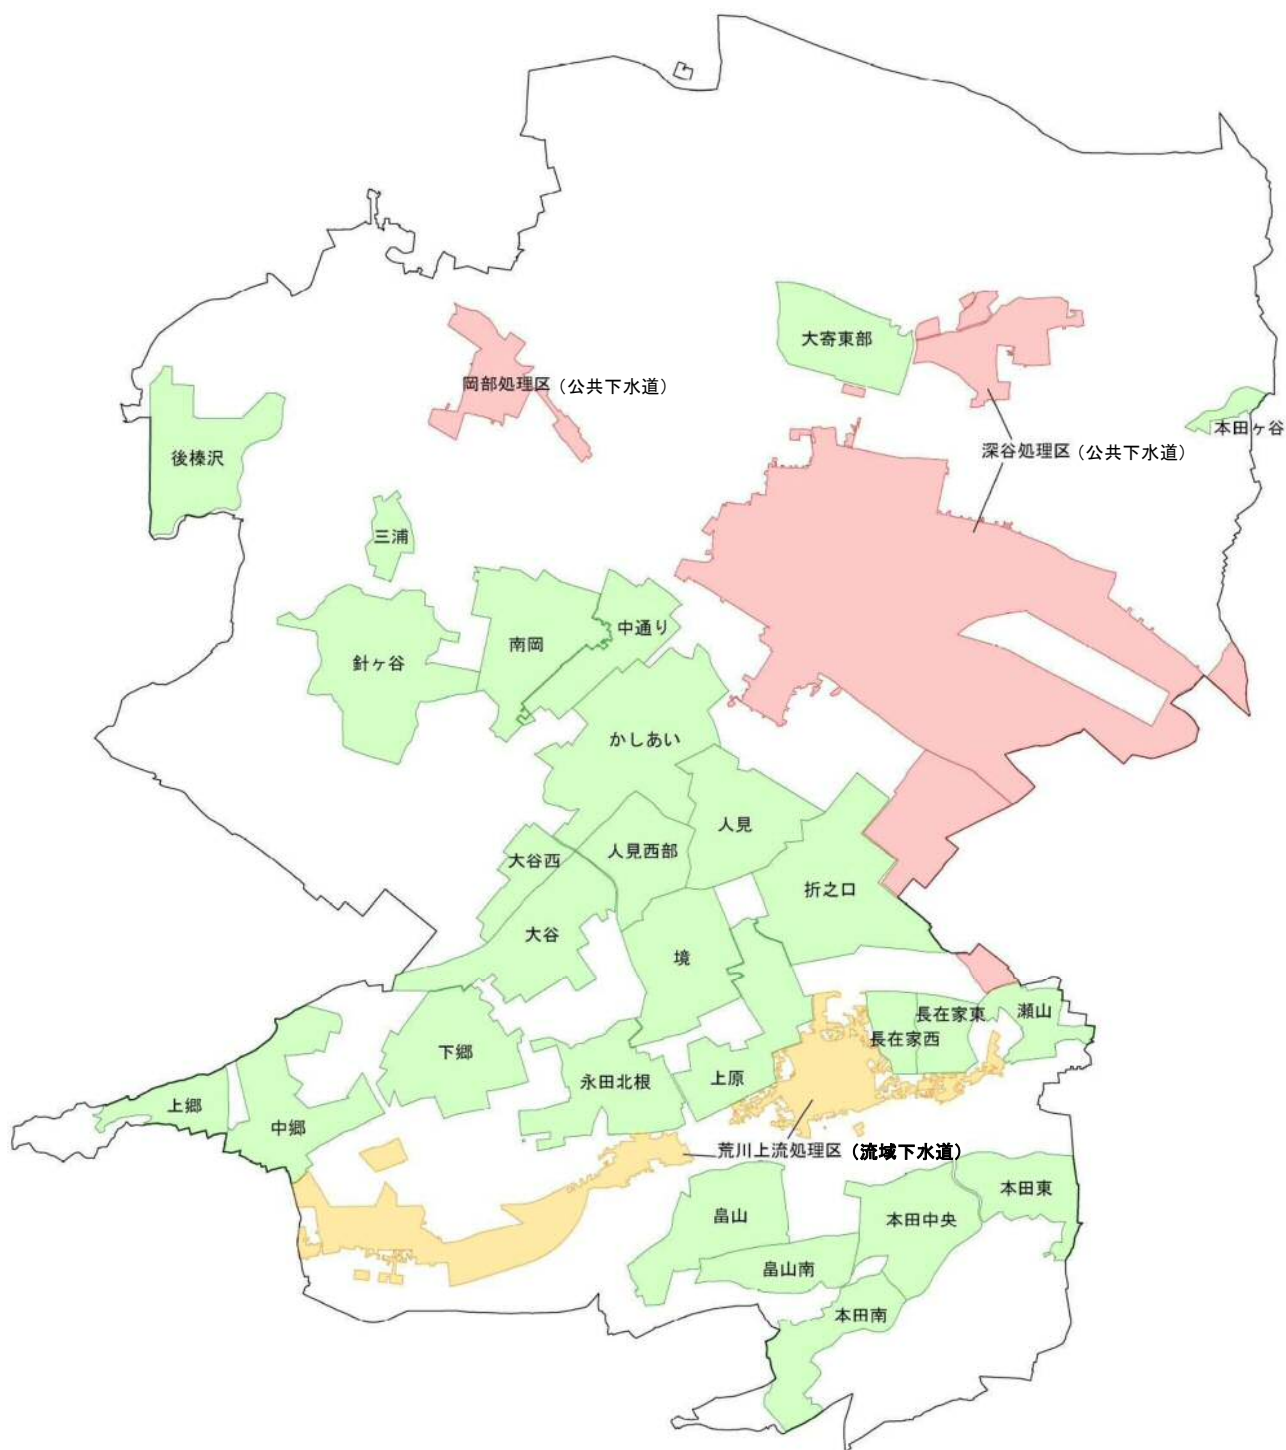 大寄東部
岡部処理区（公共下水道）
本田ヶ谷
深谷処理区（公共下水道）
後榛沢
三浦
中通り
南岡
針ヶ谷
かしあい
人見
人見西部
大谷西
折之口
大谷
境
長在家東
瀬山
長在家西
下郷
上原
永田北根
上郷
中郷
荒川上流処理区（流域下水道）
本田東
畠山
本田中央
畠山南
本田南